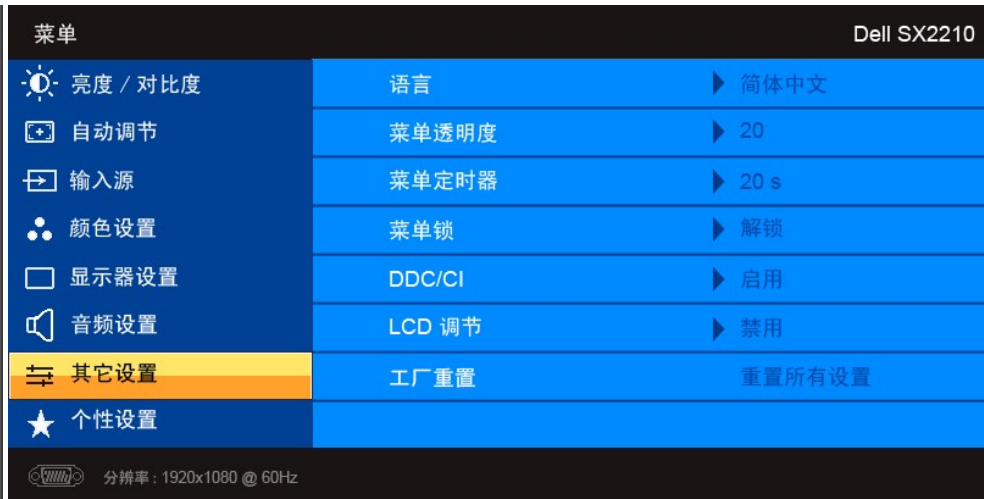 菜单 Dell SX2210
亮度 / 对比度
自动调节
输入源
颜色设置
显示器设置
音频设置
其它设置
个性设置
语言 简体中文
菜单透明度 20
菜单定时器 20 s
菜单锁 解锁
DDC/CI 启用
LCD 调节 禁用
工厂重置 重置所有设置
分辨率 : 1920x1080 @ 60Hz